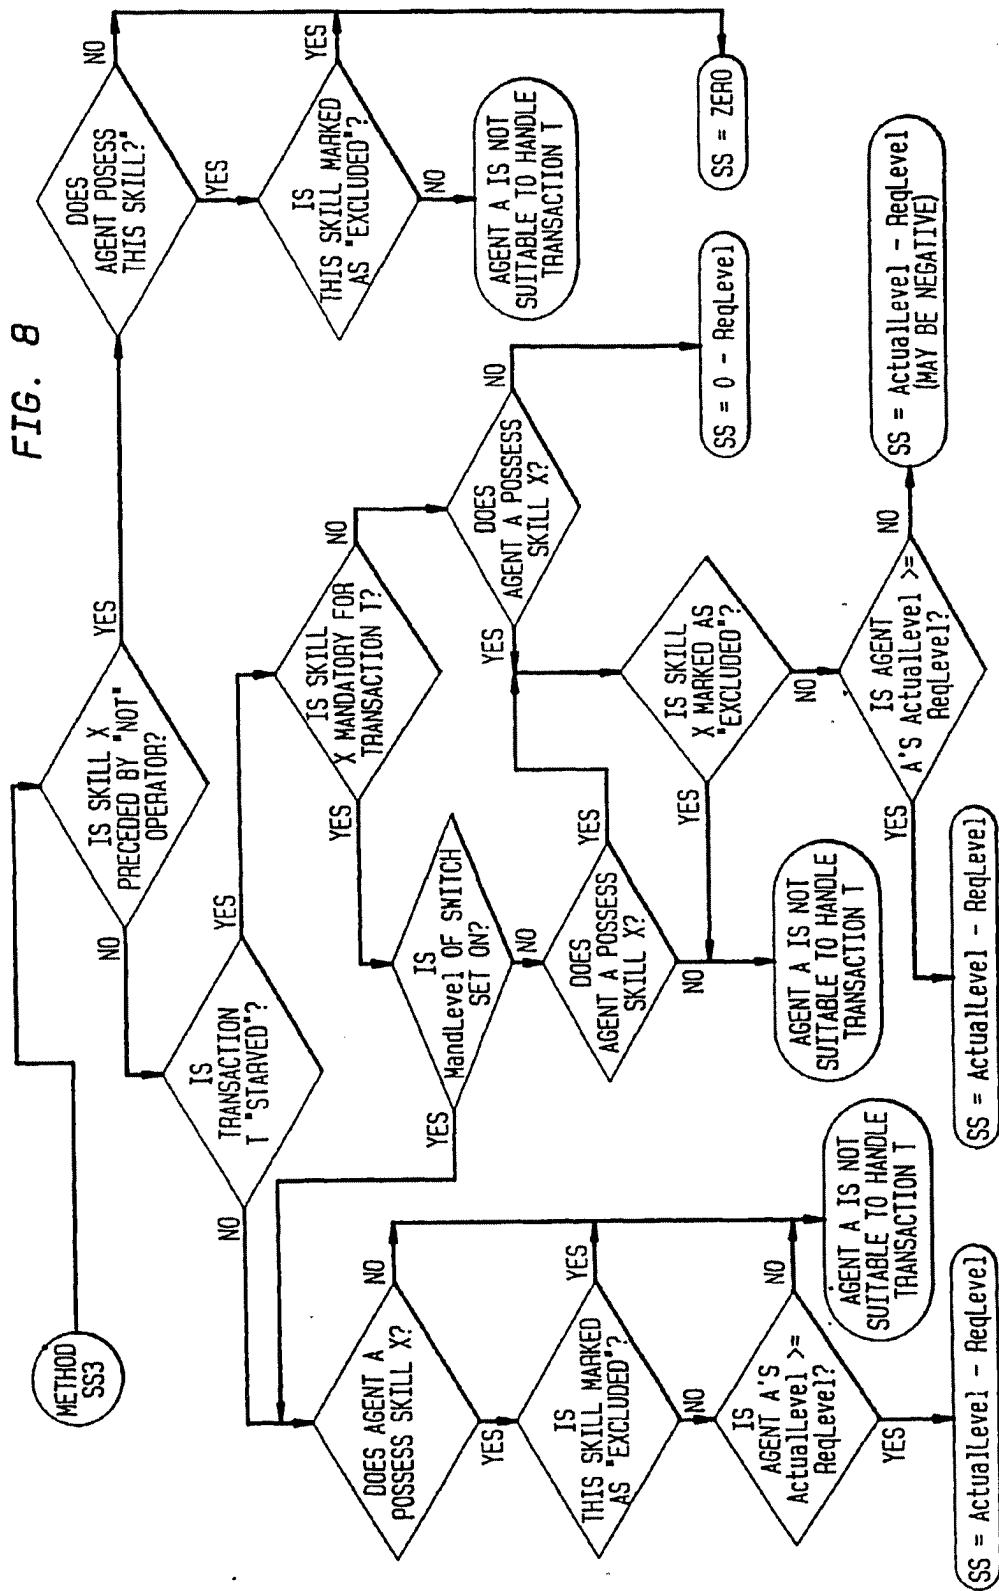 FIG. 8
METHOD
SS3
IS SKILL X
PRECEDED BY "NOT"
OPERATOR?
YES
NO
DOES
AGENT POSESS
THIS SKILL?"
NO
YES
IS
THIS SKILL MARKED
AS "EXCLUDED"?
YES
NO
AGENT A IS NOT
SUITABLE TO HANDLE
TRANSACTION T
SS = ZERO
IS
TRANSACTION
T "STARVED"?
YES
NO
IS SKILL
X MANDATORY FOR
TRANSACTION T?
NO
YES
DOES
AGENT A POSSESS
SKILL X?
NO
YES
SS = 0 - ReqLevel
IS
MandLevel OF SWITCH
SET ON?
YES
NO
DOES
AGENT A POSSESS
SKILL X?
YES
NO
IS SKILL
X MARKED AS
"EXCLUDED"?
YES
NO
AGENT A IS NOT
SUITABLE TO HANDLE
TRANSACTION T
IS AGENT
A'S ActualLevel >=
ReqLevel?
NO
YES
SS = ActualLevel - ReqLevel
(MAY BE NEGATIVE)
SS = ActualLevel - ReqLevel
DOES AGENT A
POSSESS SKILL X?
NO
YES
IS
THIS SKILL MARKED
AS "EXCLUDED"?
YES
NO
IS
AGENT A'S
ActualLevel >=
ReqLevel?
NO
YES
AGENT A IS NOT
SUITABLE TO HANDLE
TRANSACTION T
SS = ActualLevel - ReqLevel